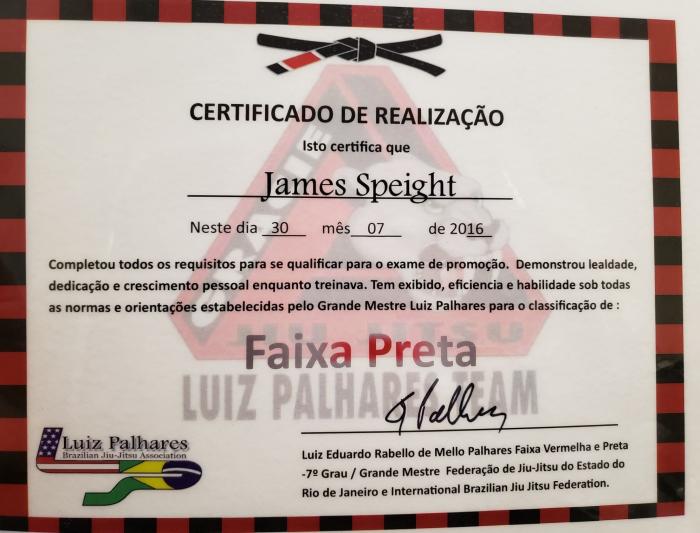 CERTIFICADO DE REALIZAÇÃO
Isto certifica que
James Speight
Neste dia 30 mês 07 de 2016
Completou todos os requisitos para se qualificar para o exame de promoção. Demonstrou lealdade,
dedicação e crescimento pessoal enquanto treinava. Tem exibido, eficiencia e habilidade sob todas
as normas e orientações estabelecidas pelo Grande Mestre Luiz Palhares para o classificação de :
GRACIE
JIU JITSU
Faixa Preta
LUIZ PALHARES TEAM
Luiz Palhares
Brazilian Jiu-Jitsu Association
Luiz Eduardo Rabello de Mello Palhares Faixa Vermelha e Preta
-7º Grau / Grande Mestre Federação de Jiu-Jitsu do Estado do
Rio de Janeiro e International Brazilian Jiu Jitsu Federation.